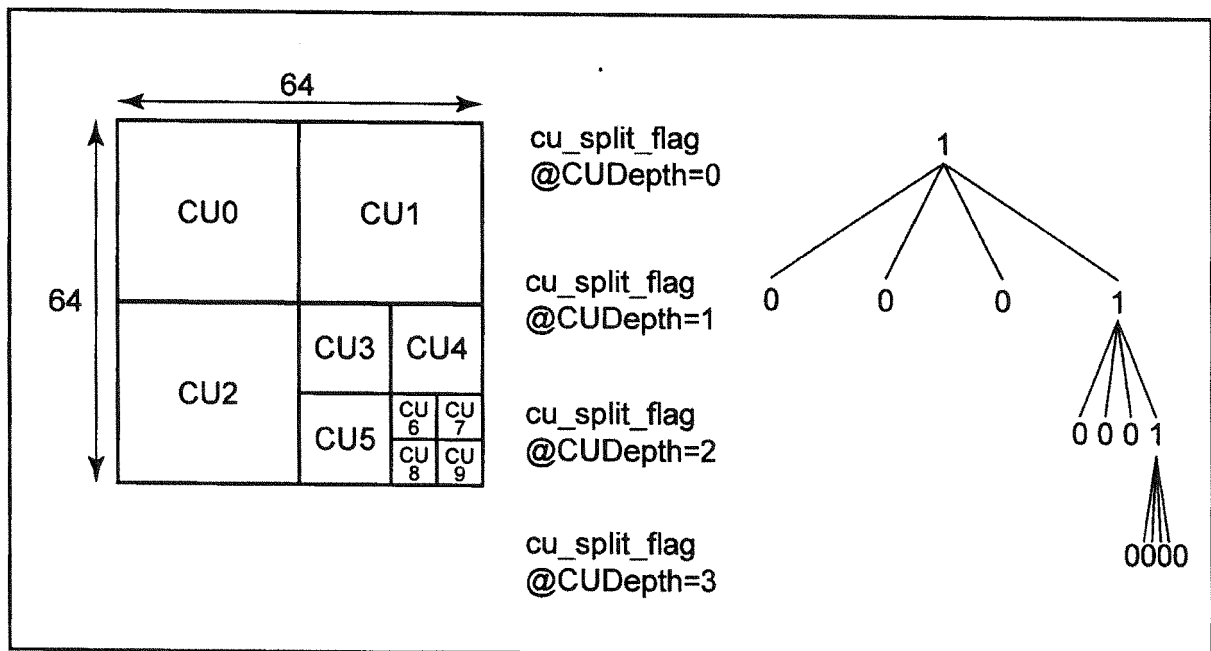 64
64
CU0
CU1
CU2
CU3
CU4
CU5
CU
6
CU
7
CU
8
CU
9
cu_split_flag
@CUDepth=0
1
cu_split_flag
@CUDepth=1
0 0 0 1
cu_split_flag
@CUDepth=2
0 0 0 1
cu_split_flag
@CUDepth=3
0000